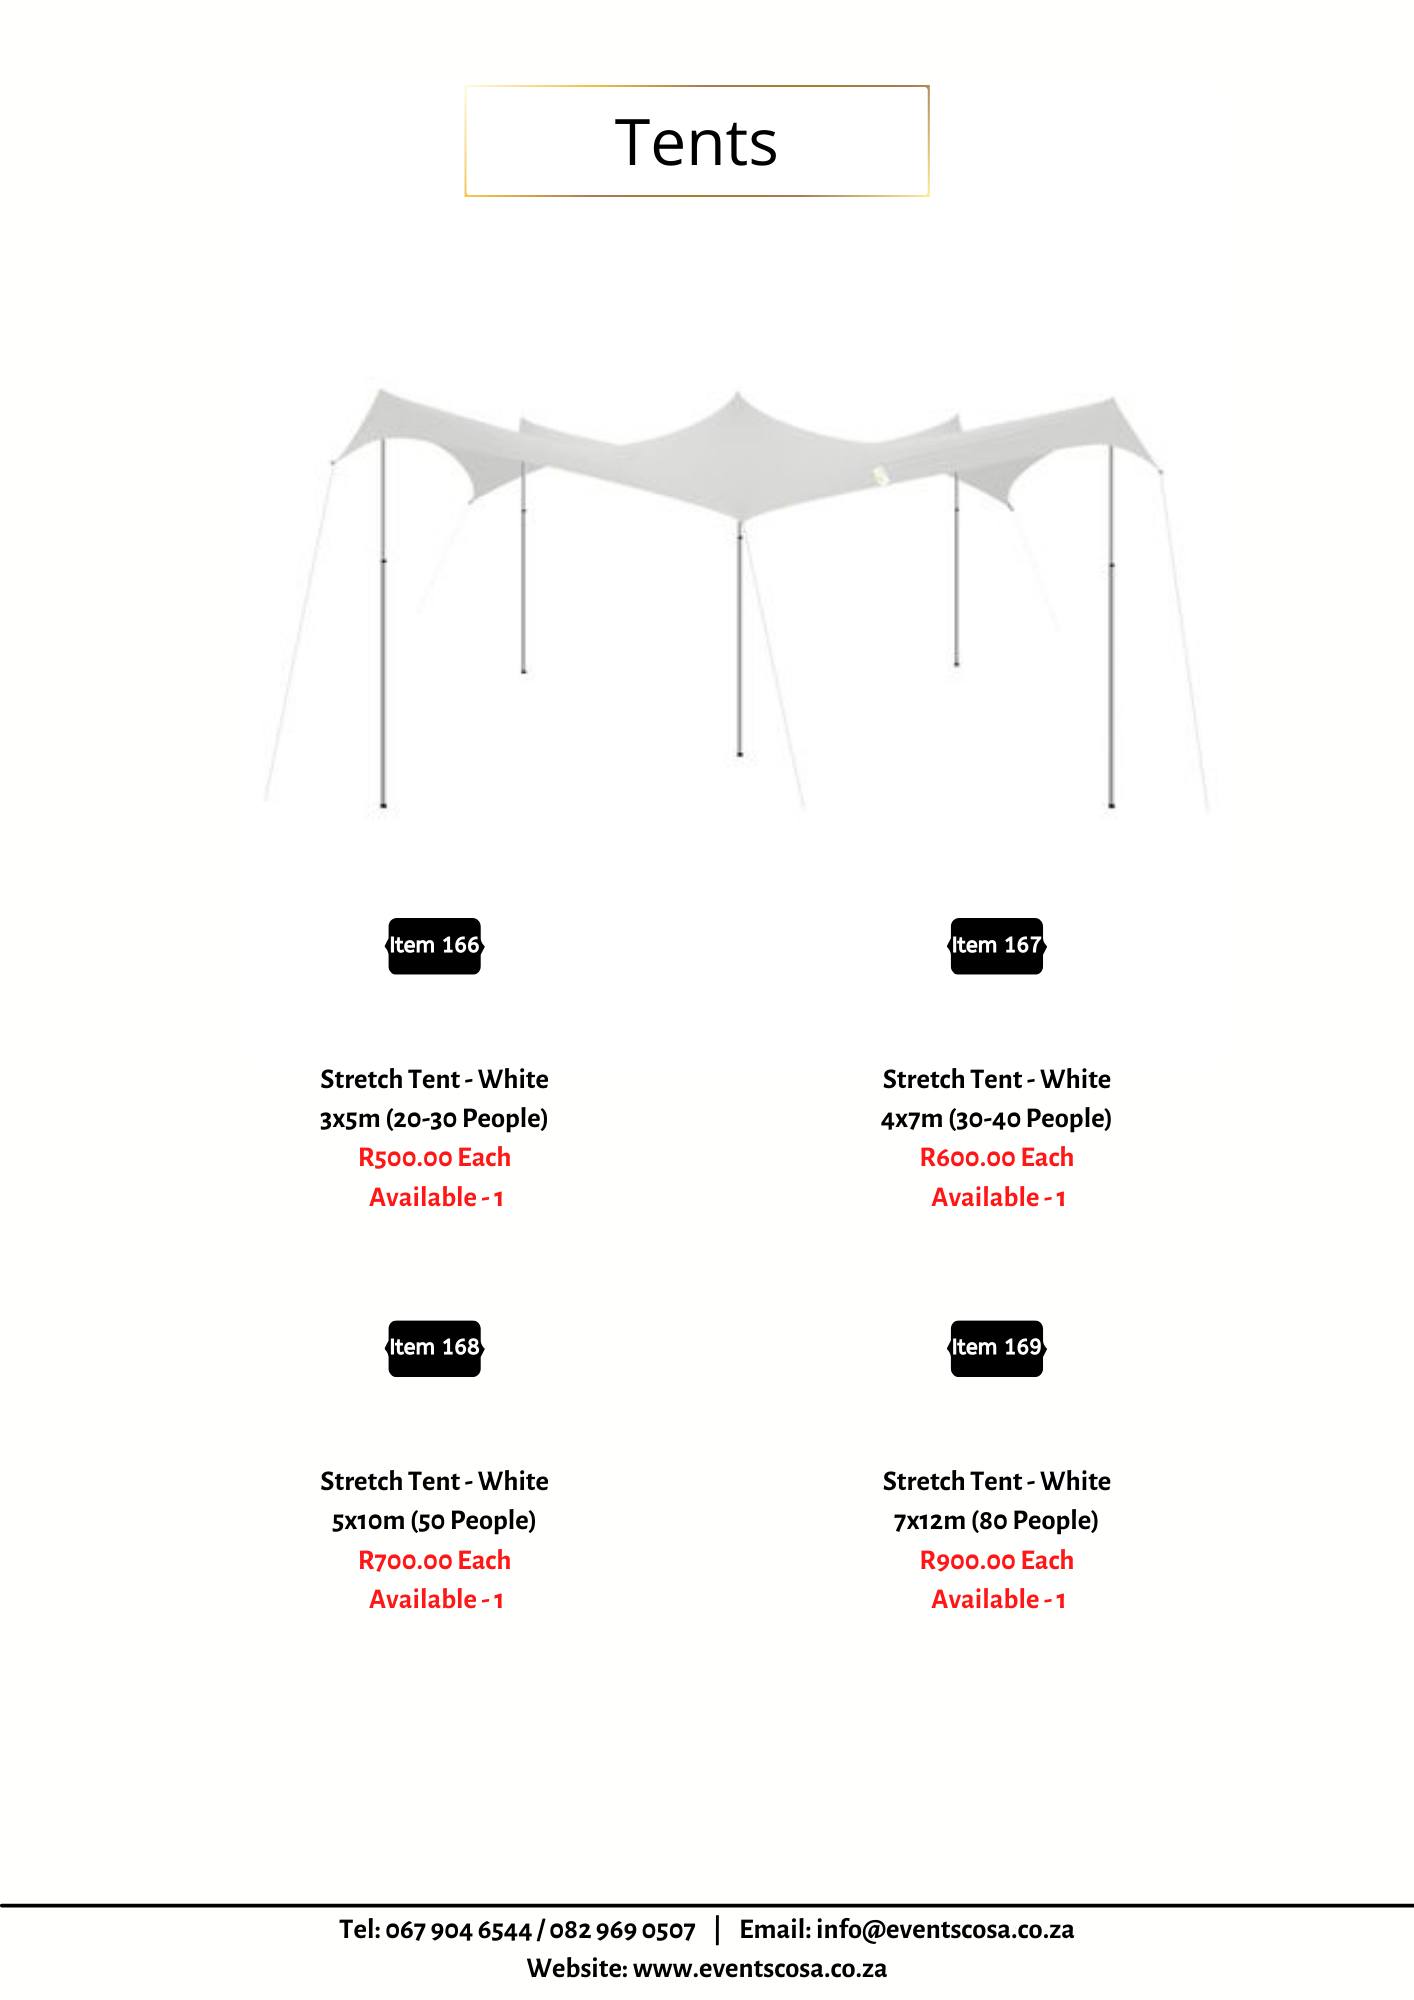 Tents
Item 166
Stretch Tent - White
3x5m (20-30 People)
R500.00 Each
Available - 1
Item 167
Stretch Tent - White
4x7m (30-40 People)
R600.00 Each
Available - 1
Item 168
Stretch Tent - White
5x10m (50 People)
R700.00 Each
Available - 1
Item 169
Stretch Tent - White
7x12m (80 People)
R900.00 Each
Available - 1
Tel: 067 904 6544 / 082 969 0507 | Email: info@eventscosa.co.za
Website: www.eventscosa.co.za